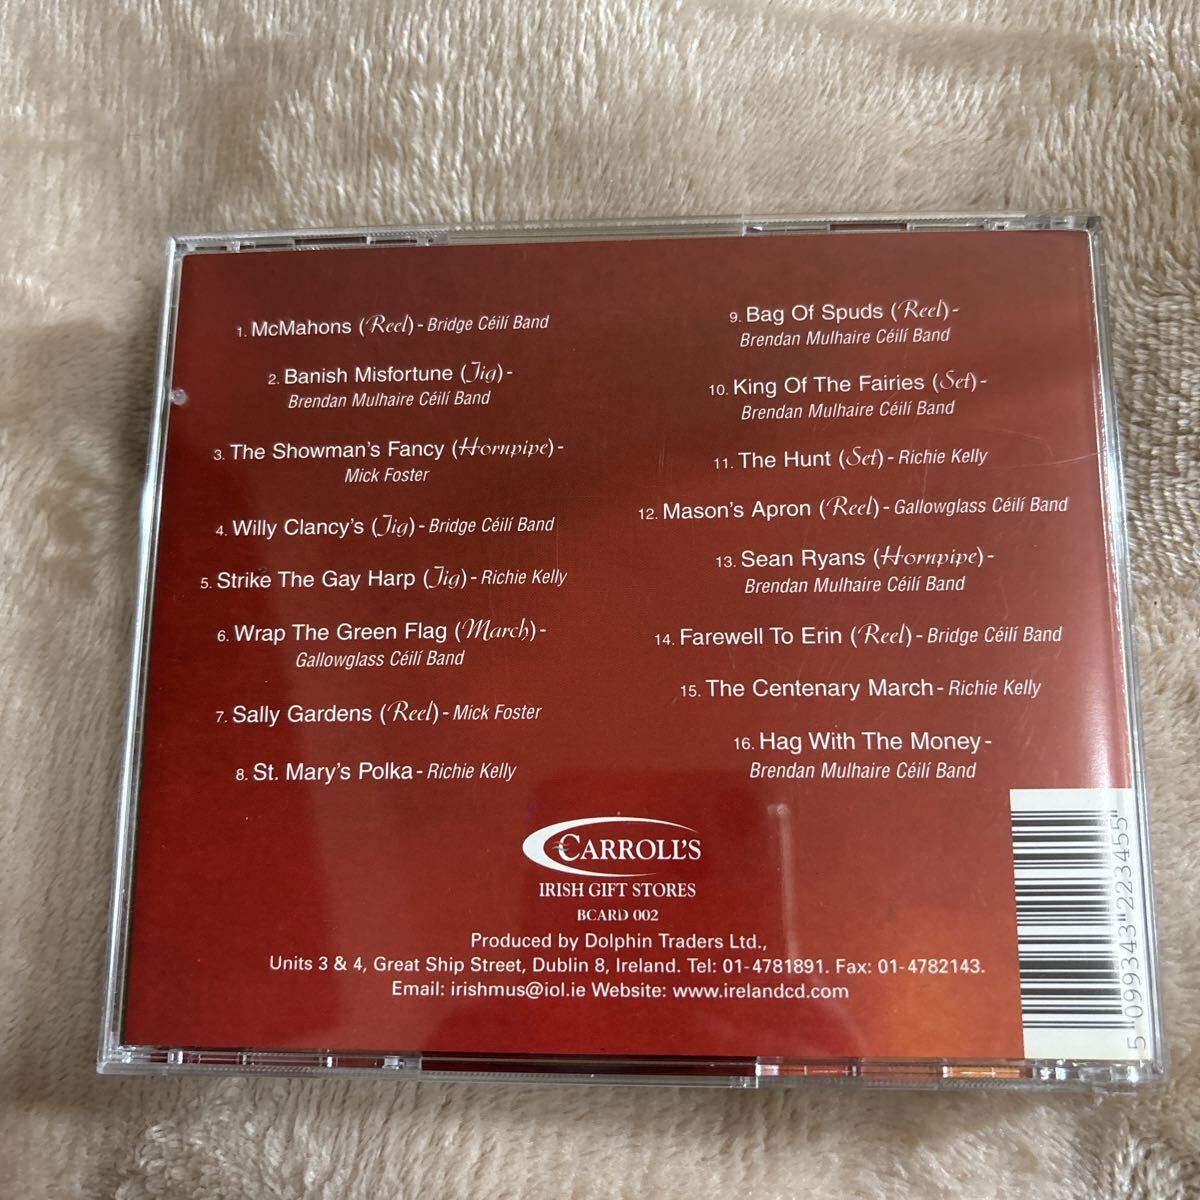 1. McMahons (Reel) - Bridge Céilí Band
2. Banish Misfortune (Jig) -
Brendan Mulhaire Céilí Band
3. The Showman's Fancy (Hornpipe) -
Mick Foster
4. Willy Clancy's (Jig) - Bridge Céilí Band
5. Strike The Gay Harp (Jig) - Richie Kelly
6. Wrap The Green Flag (March) -
Gallowglass Céilí Band
7. Sally Gardens (Reel) - Mick Foster
8. St. Mary's Polka - Richie Kelly
9. Bag Of Spuds (Reel) -
Brendan Mulhaire Céilí Band
10. King Of The Fairies (Set) -
Brendan Mulhaire Céilí Band
11. The Hunt (Set) - Richie Kelly
12. Mason's Apron (Reel) - Gallowglass Céilí Band
13. Sean Ryans (Hornpipe) -
Brendan Mulhaire Céilí Band
14. Farewell To Erin (Reel) - Bridge Céilí Band
15. The Centenary March - Richie Kelly
16. Hag With The Money -
Brendan Mulhaire Céilí Band
CARROLL'S
IRISH GIFT STORES
BCARD 002
Produced by Dolphin Traders Ltd.,
Units 3 & 4, Great Ship Street, Dublin 8, Ireland. Tel: 01-4781891. Fax: 01-4782143.
Email: irishmus@iol.ie Website: www.irelandcd.com
5 099343 223455